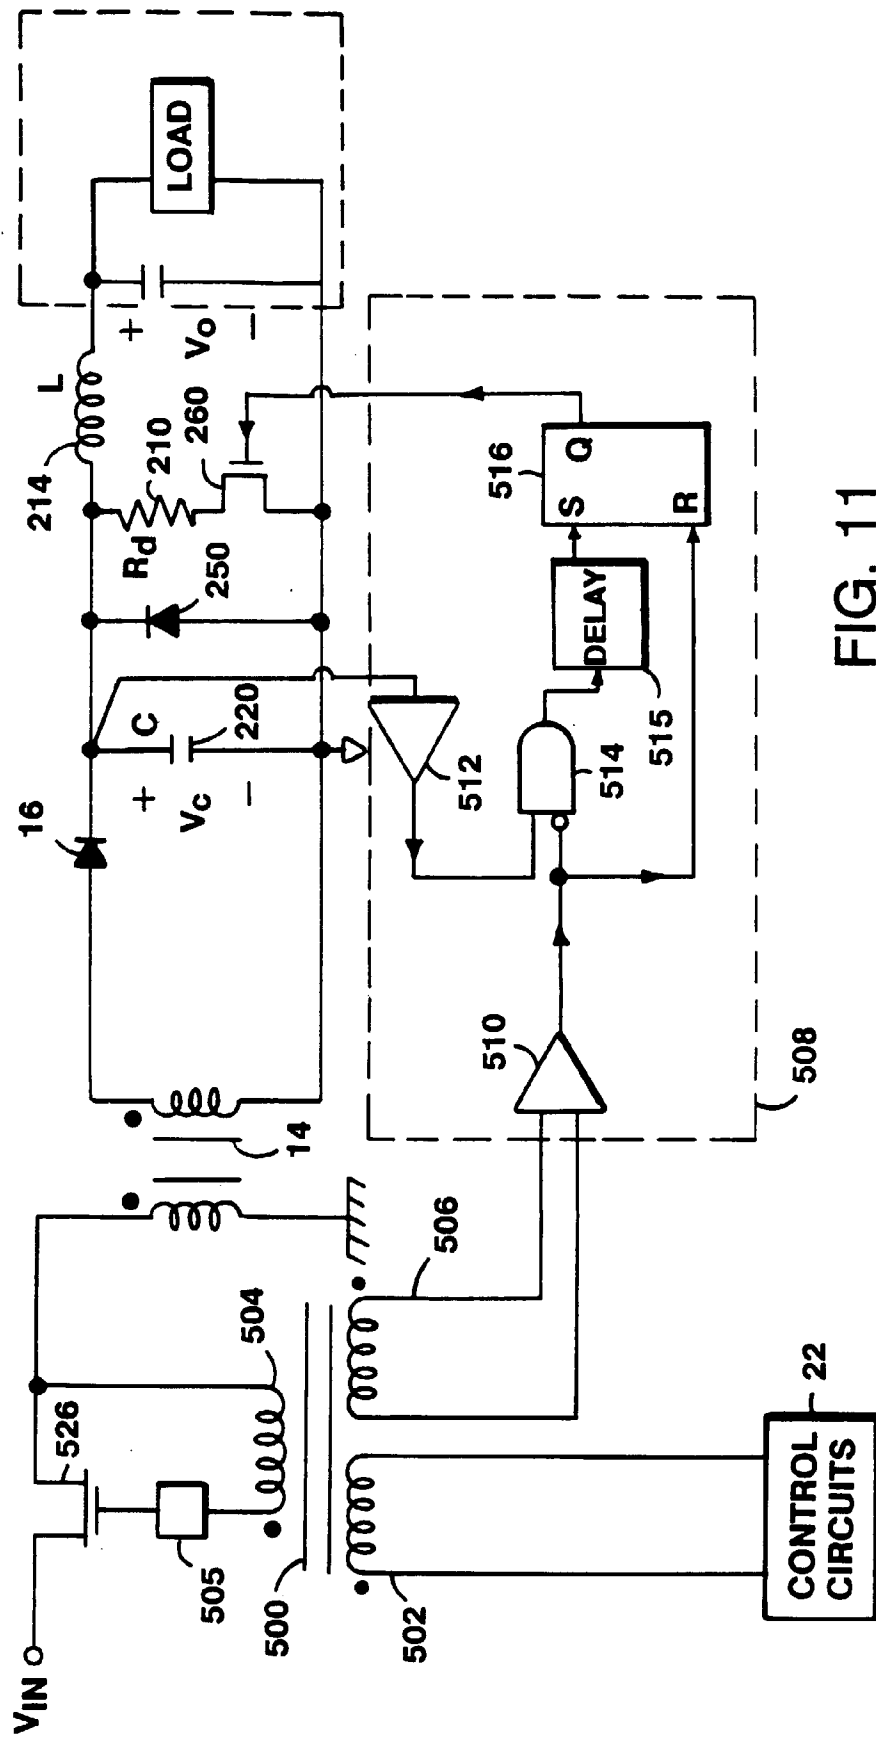 VIN
526
505
500
504
502
506
CONTROL
CIRCUITS
22
14
16
+
VC
−
C
220
250
Rd
210
260
214
L
+
VO
−
LOAD
510
512
514
DELAY
515
516
S
Q
R
508
FIG. 11